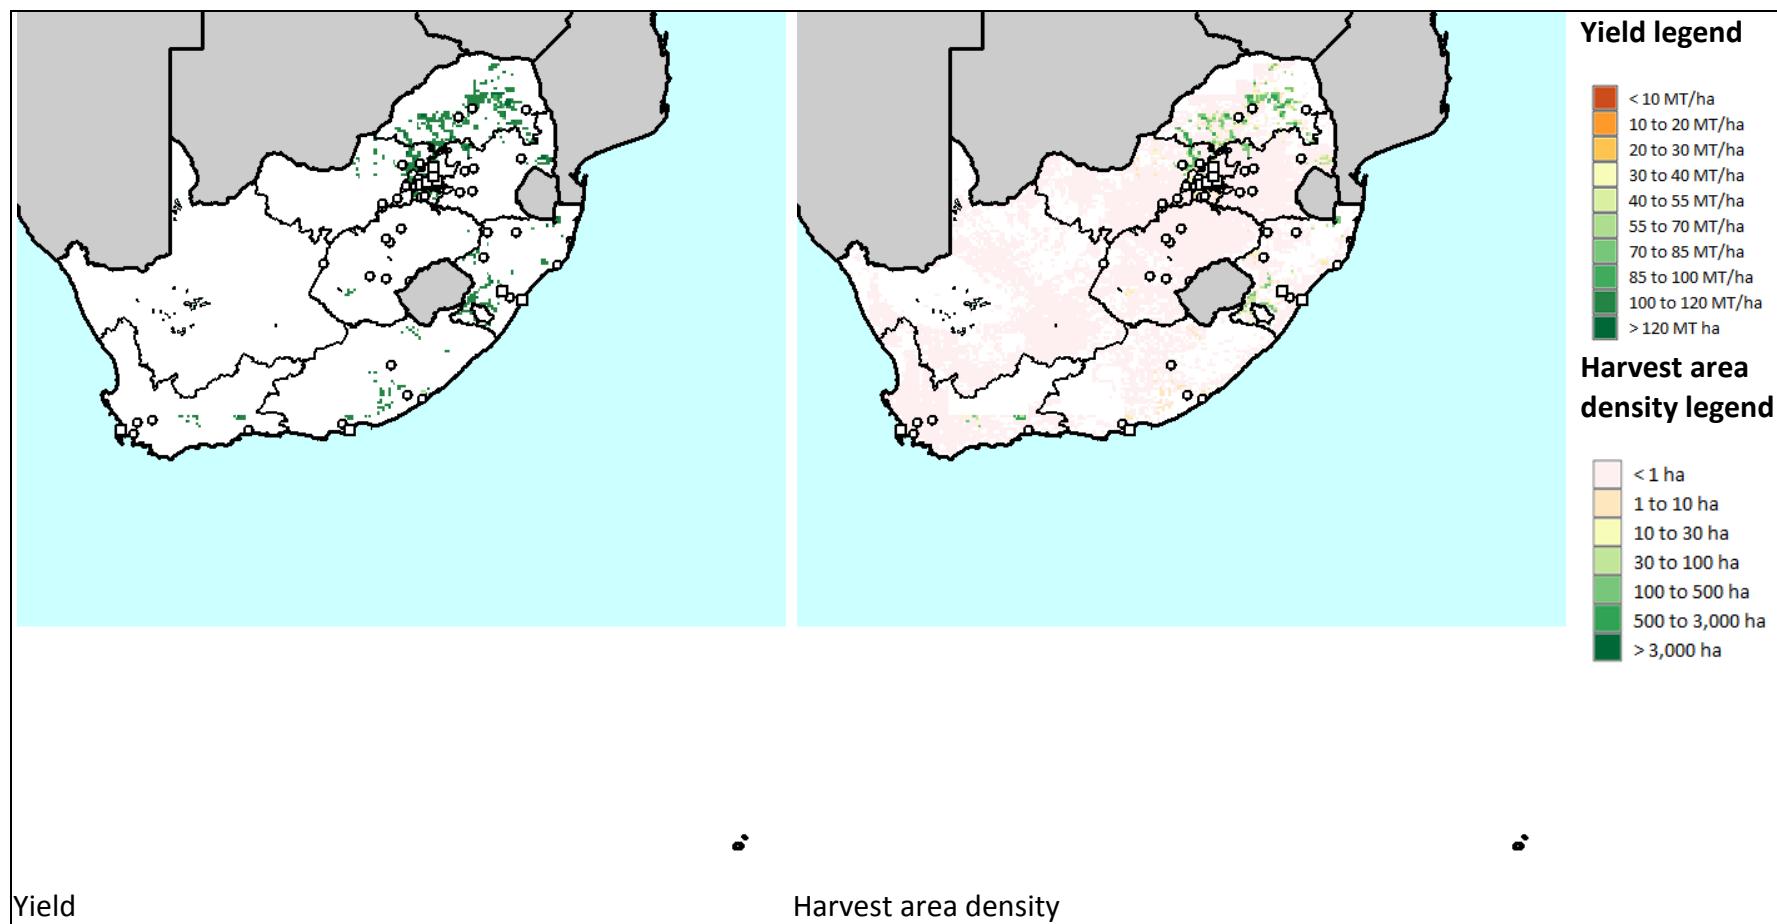 Yield legend
< 10 MT/ha
10 to 20 MT/ha
20 to 30 MT/ha
30 to 40 MT/ha
40 to 55 MT/ha
55 to 70 MT/ha
70 to 85 MT/ha
85 to 100 MT/ha
100 to 120 MT/ha
> 120 MT ha
Harvest area
density legend
< 1 ha
1 to 10 ha
10 to 30 ha
30 to 100 ha
100 to 500 ha
500 to 3,000 ha
> 3,000 ha
Yield
Harvest area density